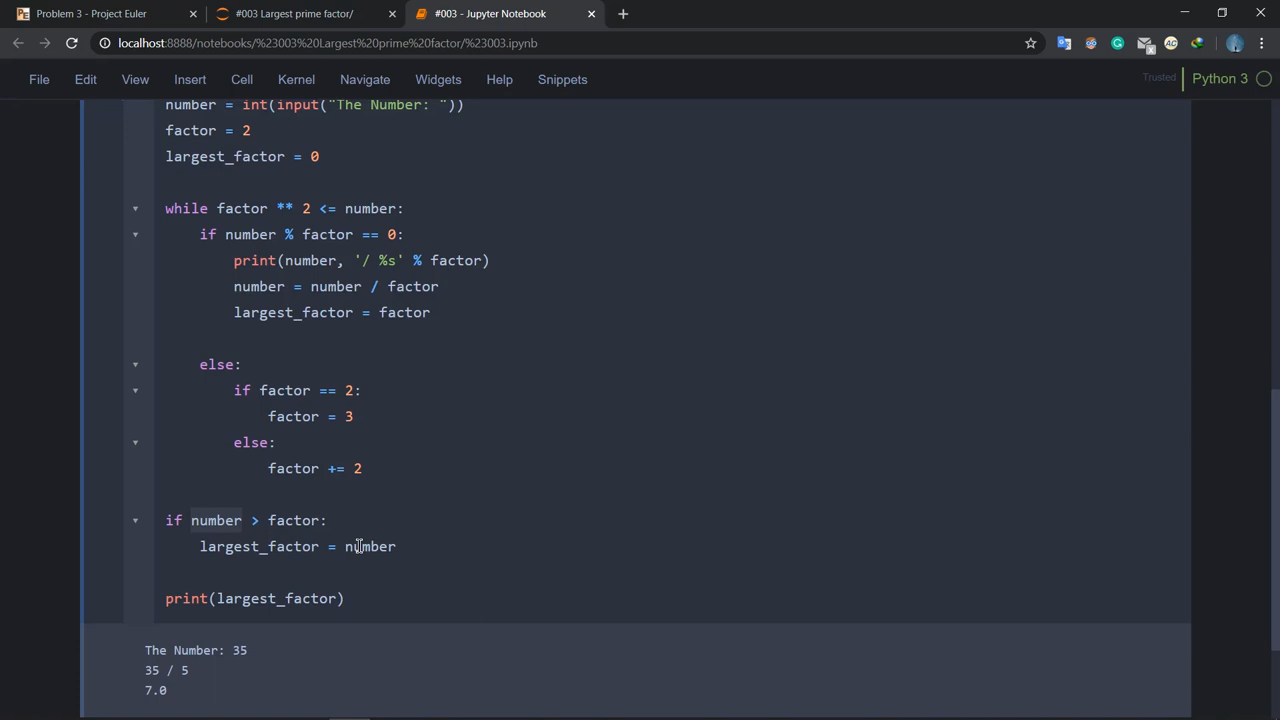 Problem 3 - Project Euler
#003 Largest prime factor/
#003 - Jupyter Notebook
localhost:8888/notebooks/%23003%20Largest%20prime%20factor/%23003.ipynb
File Edit View Insert Cell Kernel Navigate Widgets Help Snippets Trusted Python 3
number = int(input("The Number: "))
factor = 2
largest_factor = 0
while factor ** 2 <= number:
if number % factor == 0:
print(number, '/ %s' % factor)
number = number / factor
largest_factor = factor
else:
if factor == 2:
factor = 3
else:
factor += 2
if number > factor:
largest_factor = number
print(largest_factor)
The Number: 35
35 / 5
7.0